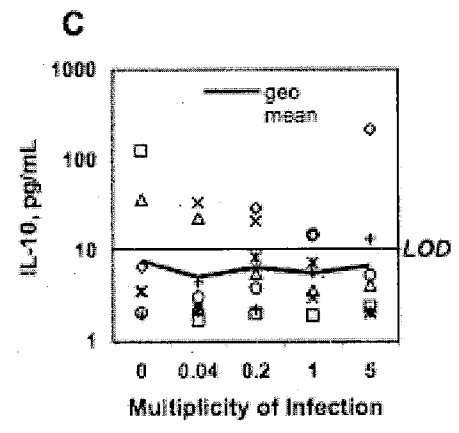 C
1000
geo
mean
100
IL-10, pg/mL
10
LOD
1
0 0.04 0.2 1 5
Multiplicity of Infection